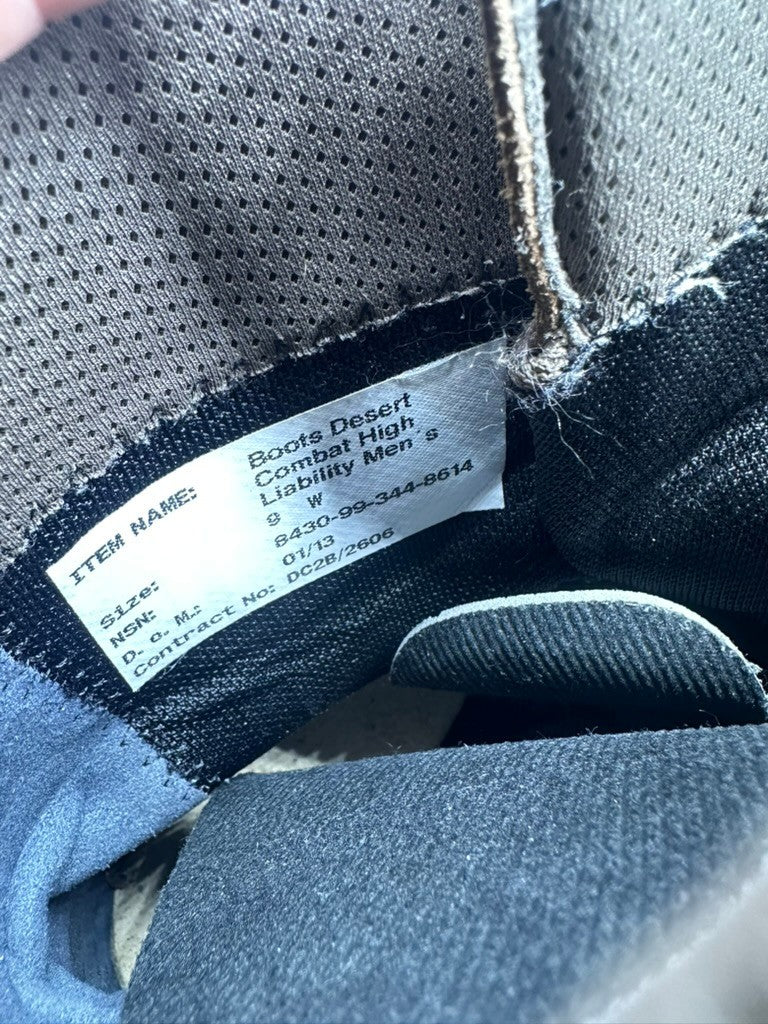 ITEM NAME: Boots Desert
Combat High
Liability Men`s
Size: 9 W
NSN: 8430-99-344-8614
D. o. M.: 01/13
Contract No: DC2B/2606